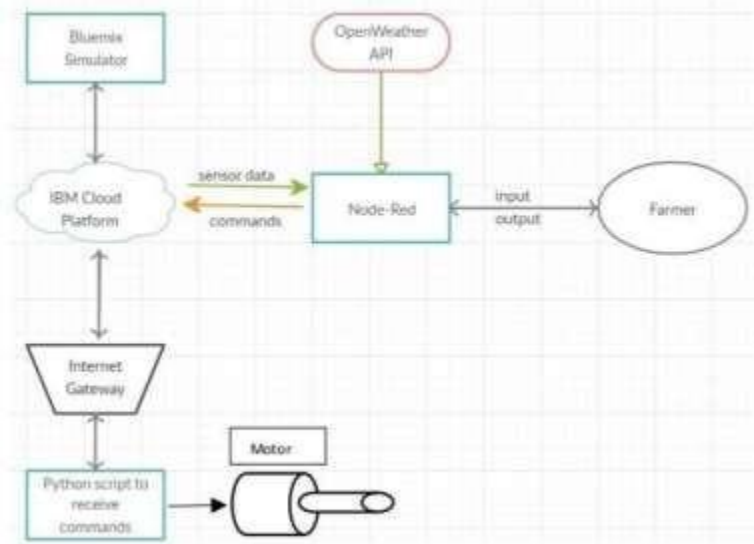 Bluemix
Simulator
OpenWeather
API
IBM Cloud
Platform
sensor data
commands
Node-Red
input
output
Farmer
Internet
Gateway
Motor
Python script to
receive
commands